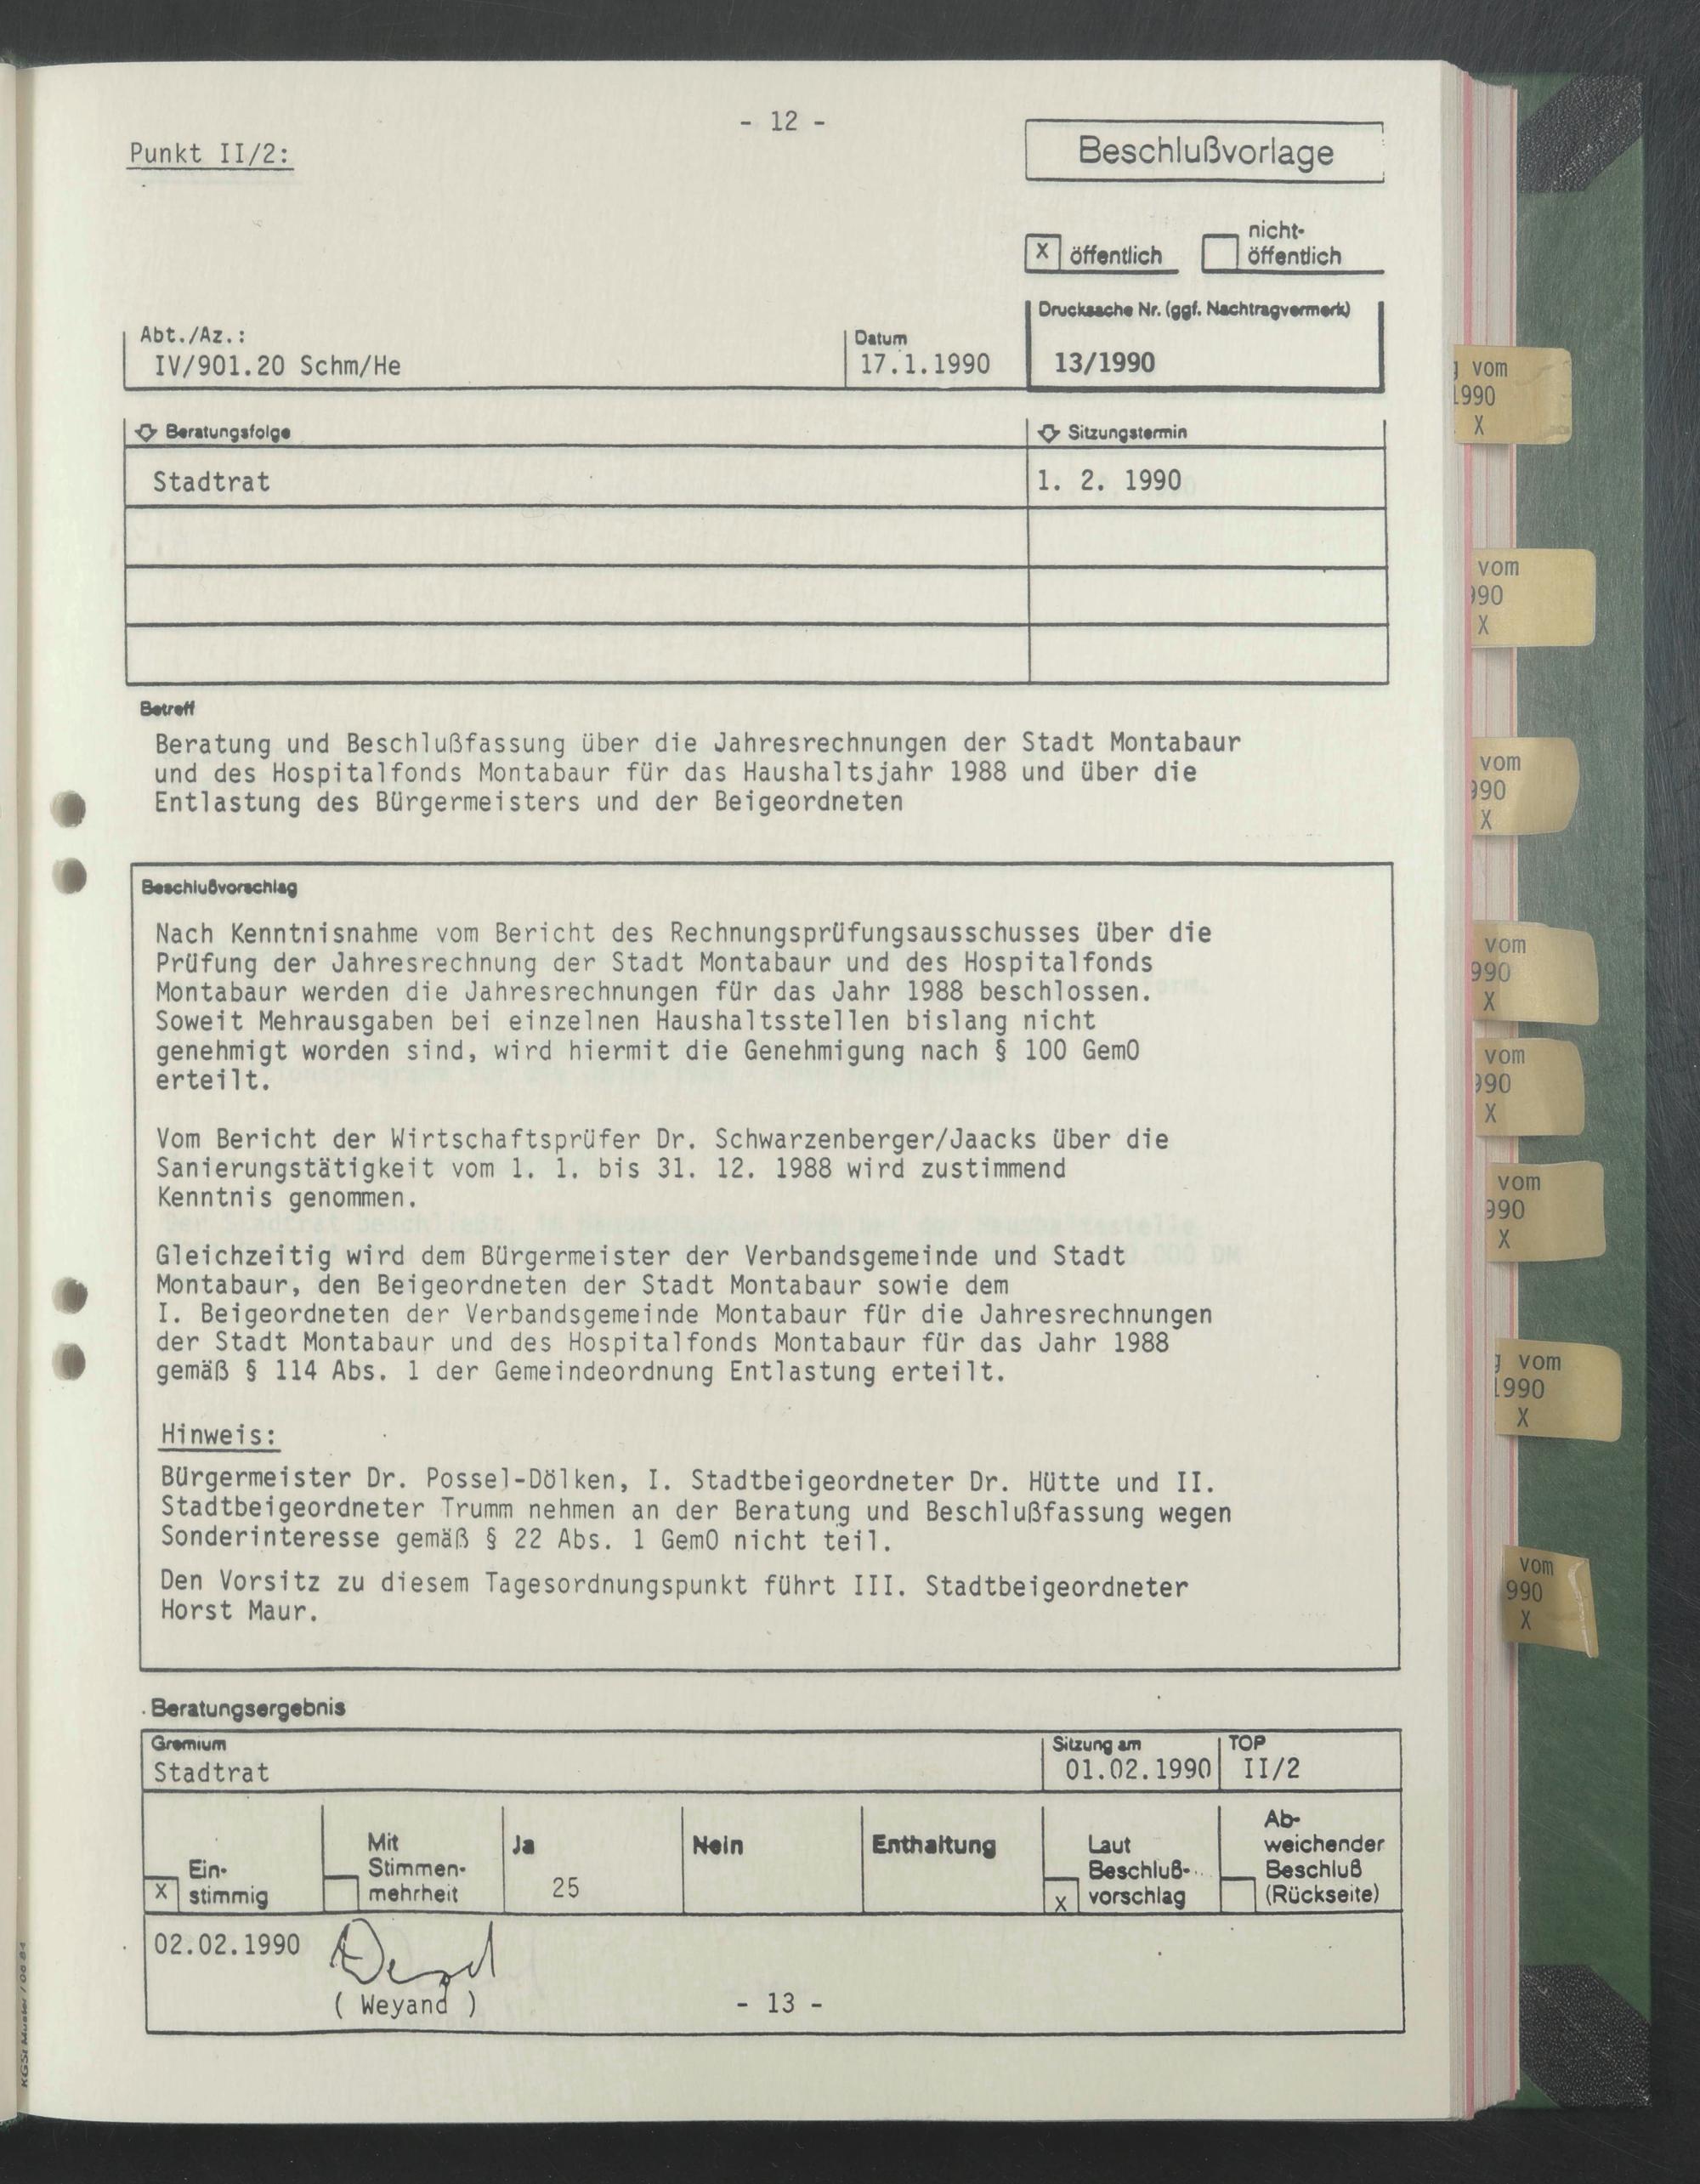 - 12 -
Punkt II/2:
Beschlußvorlage
X öffentlich
nicht-
öffentlich
Drucksache Nr. (ggf. Nachtragvermerk)
13/1990
Abt./Az.:
IV/901.20 Schm/He
Datum
17.1.1990
Beratungsfolge
Sitzungstermin
Stadtrat
1. 2. 1990
Betreff
Beratung und Beschlußfassung über die Jahresrechnungen der Stadt Montabaur
und des Hospitalfonds Montabaur für das Haushaltsjahr 1988 und über die
Entlastung des Bürgermeisters und der Beigeordneten
Beschlußvorschlag
Nach Kenntnisnahme vom Bericht des Rechnungsprüfungsausschusses über die
Prüfung der Jahresrechnung der Stadt Montabaur und des Hospitalfonds
Montabaur werden die Jahresrechnungen für das Jahr 1988 beschlossen.
Soweit Mehrausgaben bei einzelnen Haushaltsstellen bislang nicht
genehmigt worden sind, wird hiermit die Genehmigung nach § 100 GemO
erteilt.
Vom Bericht der Wirtschaftsprüfer Dr. Schwarzenberger/Jaacks über die
Sanierungstätigkeit vom 1. 1. bis 31. 12. 1988 wird zustimmend
Kenntnis genommen.
Gleichzeitig wird dem Bürgermeister der Verbandsgemeinde und Stadt
Montabaur, den Beigeordneten der Stadt Montabaur sowie dem
I. Beigeordneten der Verbandsgemeinde Montabaur für die Jahresrechnungen
der Stadt Montabaur und des Hospitalfonds Montabaur für das Jahr 1988
gemäß § 114 Abs. 1 der Gemeindeordnung Entlastung erteilt.
Hinweis:
Bürgermeister Dr. Possel-Dölken, I. Stadtbeigeordneter Dr. Hütte und II.
Stadtbeigeordneter Trumm nehmen an der Beratung und Beschlußfassung wegen
Sonderinteresse gemäß § 22 Abs. 1 GemO nicht teil.
Den Vorsitz zu diesem Tagesordnungspunkt führt III. Stadtbeigeordneter
Horst Maur.
Beratungsergebnis
Gremium
Stadtrat
Sitzung am
01.02.1990
TOP
II/2
X Ein-
stimmig
Mit
Stimmen-
mehrheit
Ja
25
Nein
Enthaltung
Laut
Beschluß-
X vorschlag
Ab-
weichender
Beschluß
(Rückseite)
02.02.1990
( Weyand )
- 13 -
KGSt Muster / 08 84
g vom
1990
X
vom
990
X
vom
990
X
vom
990
X
vom
990
X
vom
990
X
g vom
1990
X
vom
990
X